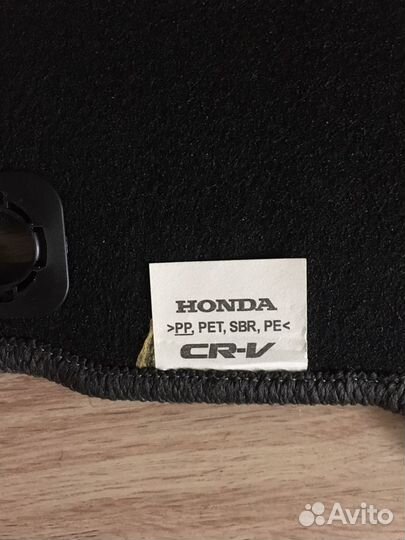 HONDA
>PP, PET, SBR, PE<
CR-V
Avito